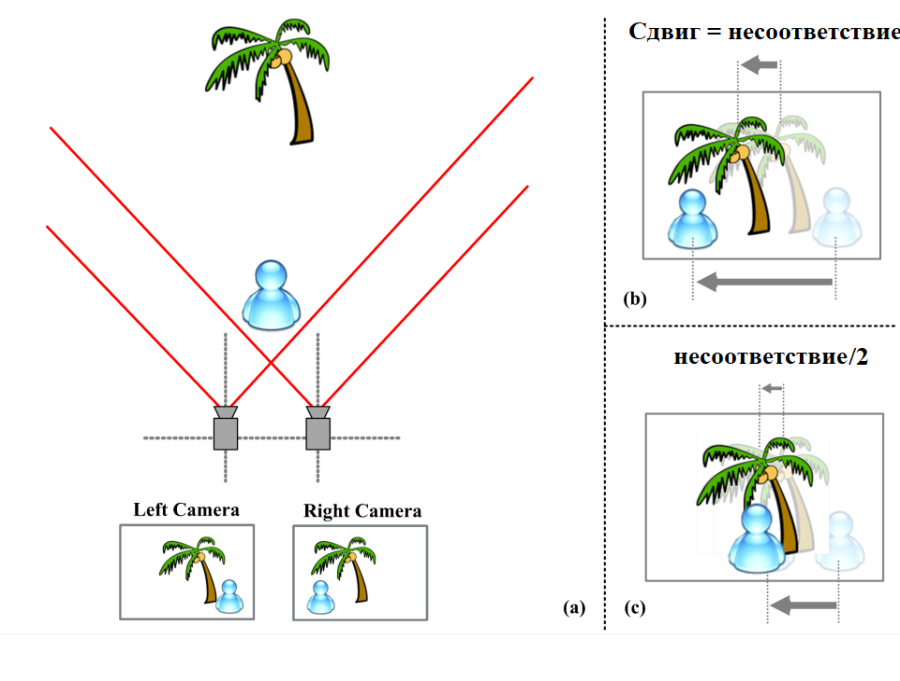 Сдвиг = несоответствие
(b)
несоответствие/2
Left Camera
Right Camera
(a)
(c)